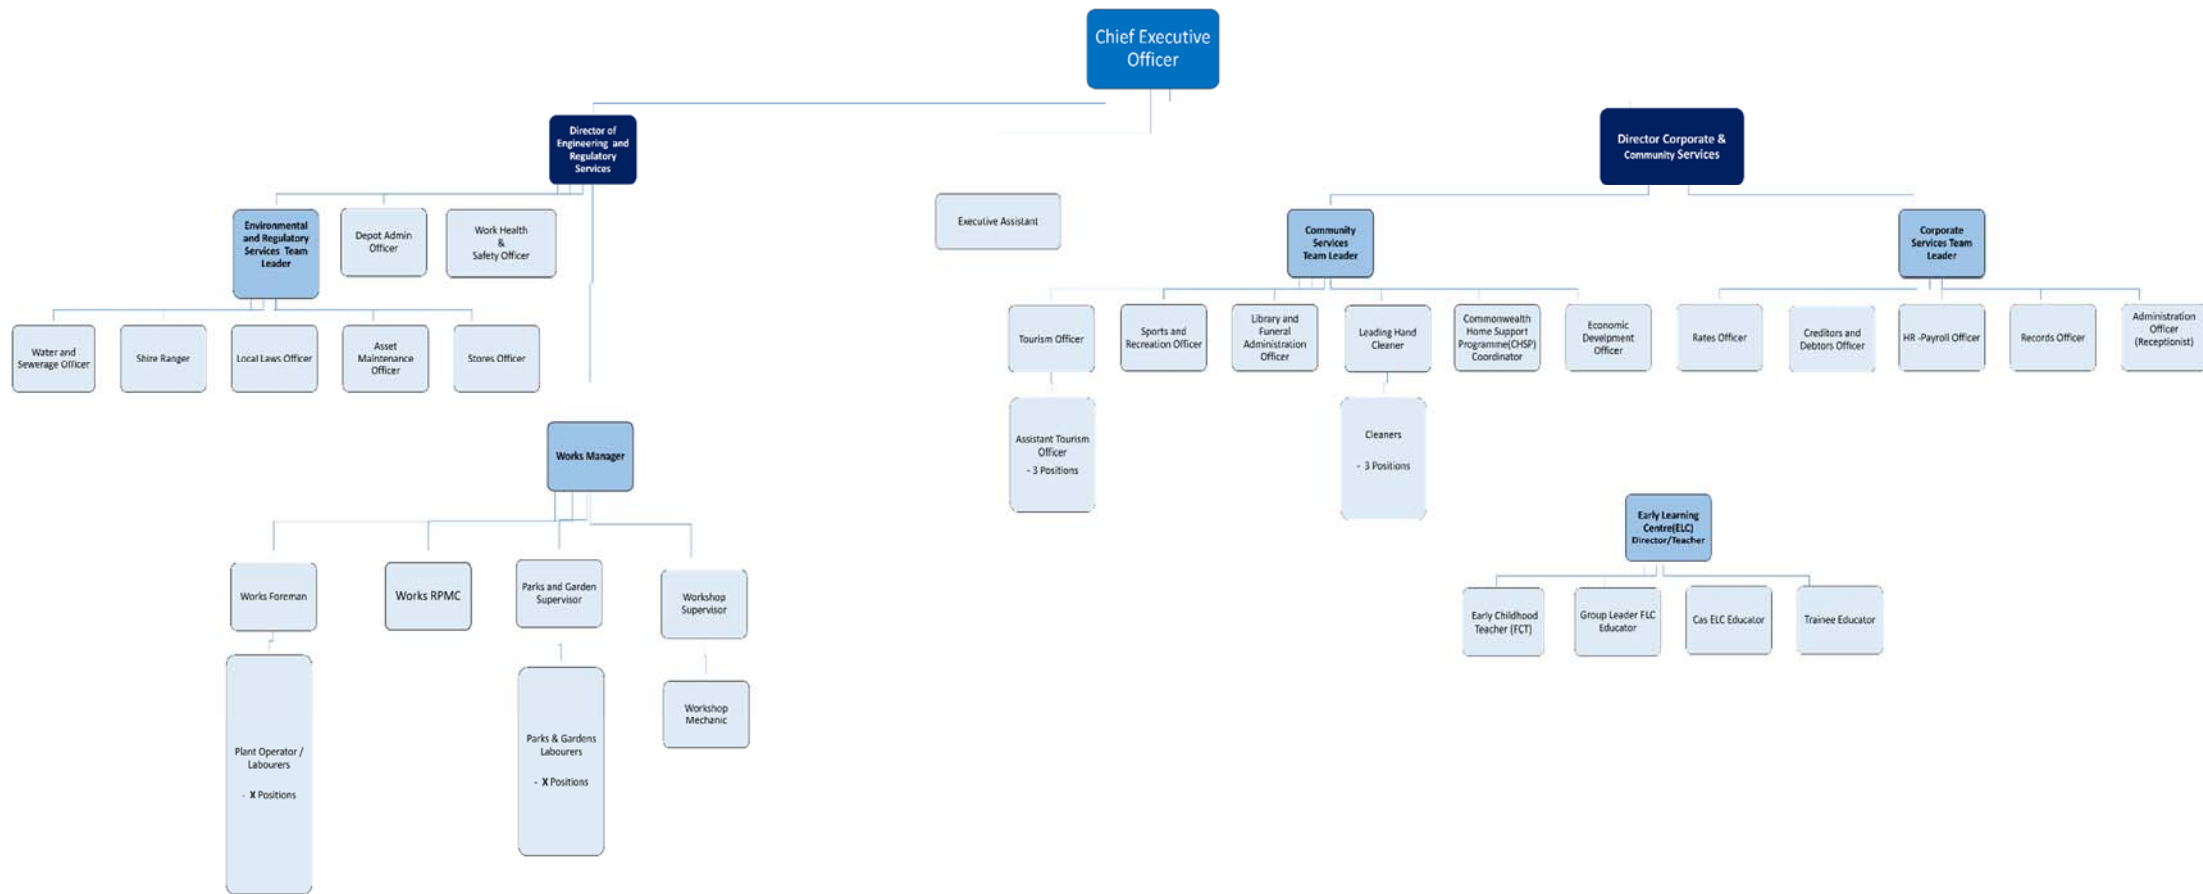 Chief Executive
Officer
Director of
Engineering and
Regulatory
Services
Director Corporate &
Community Services
Executive Assistant
Environmental
and Regulatory
Services Team
Leader
Depot Admin
Officer
Work Health
&
Safety Officer
Community
Services
Team Leader
Corporate
Services Team
Leader
Water and
Sewerage Officer
Shire Ranger
Local Laws Officer
Asset
Maintenance
Officer
Stores Officer
Tourism Officer
Sports and
Recreation Officer
Library and
Funeral
Administration
Officer
Leading Hand
Cleaner
Commonwealth
Home Support
Programme(CHSP)
Coordinator
Economic
Develpment
Officer
Rates Officer
Creditors and
Debtors Officer
HR -Payroll Officer
Records Officer
Administration
Officer
(Receptionist)
Assistant Tourism
Officer
- 3 Positions
Cleaners
- 3 Positions
Works Manager
Early Learning
Centre(ELC)
Director/Teacher
Works Foreman
Works RPMC
Parks and Garden
Supervisor
Workshop
Supervisor
Early Childhood
Teacher (FCT)
Group Leader FLC
Educator
Cas ELC Educator
Trainee Educator
Plant Operator /
Labourers
- X Positions
Parks & Gardens
Labourers
- X Positions
Workshop
Mechanic